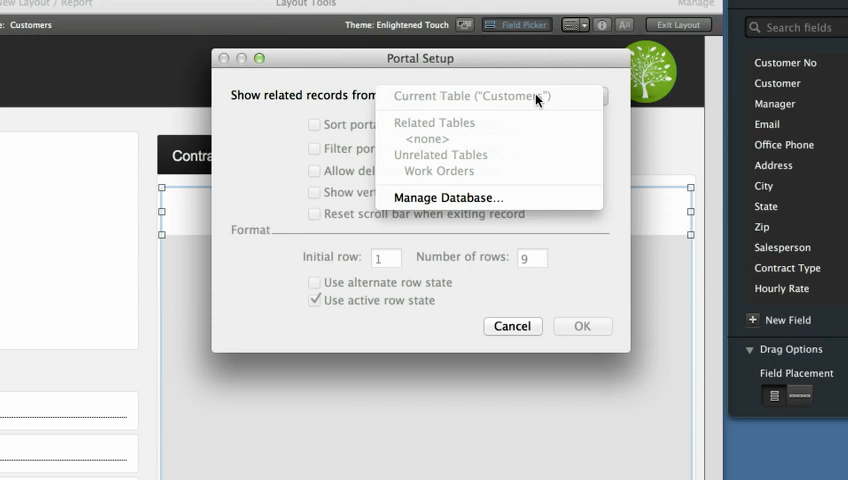 New Layout / Report
Layout Tools
Manage
: Customers
Theme: Enlightened Touch
Field Picker
Aa
Exit Layout
Search fields
Portal Setup
Show related records from
Current Table ("Customers")
Related Tables
<none>
Unrelated Tables
Work Orders
Manage Database...
Sort porta
Filter por
Allow del
Show vert
Reset scroll bar when exiting record
Format
Initial row: 1
Number of rows: 9
Use alternate row state
Use active row state
Cancel
OK
Contra
Customer No
Customer
Manager
Email
Office Phone
Address
City
State
Zip
Salesperson
Contract Type
Hourly Rate
New Field
Drag Options
Field Placement